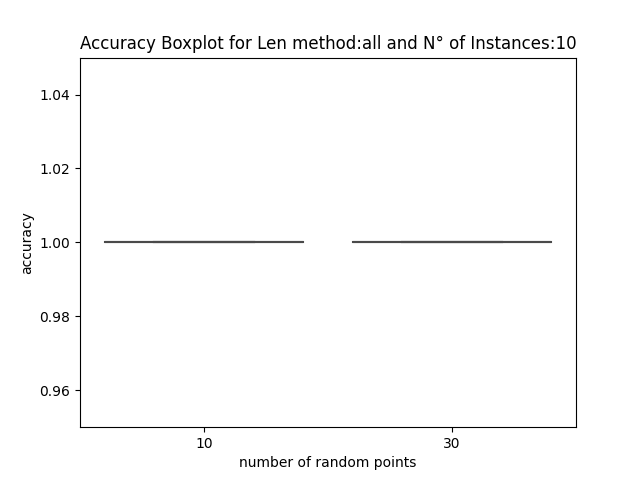 Accuracy Boxplot for Len method:all and N° of Instances:10
1.04
1.02
1.00
0.98
0.96
accuracy
10 30
number of random points